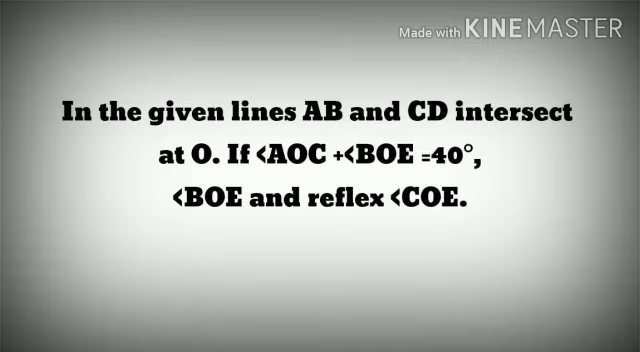 Made with KINEMASTER
In the given lines AB and CD intersect
at O. If <AOC +<BOE =40°,
<BOE and reflex <COE.